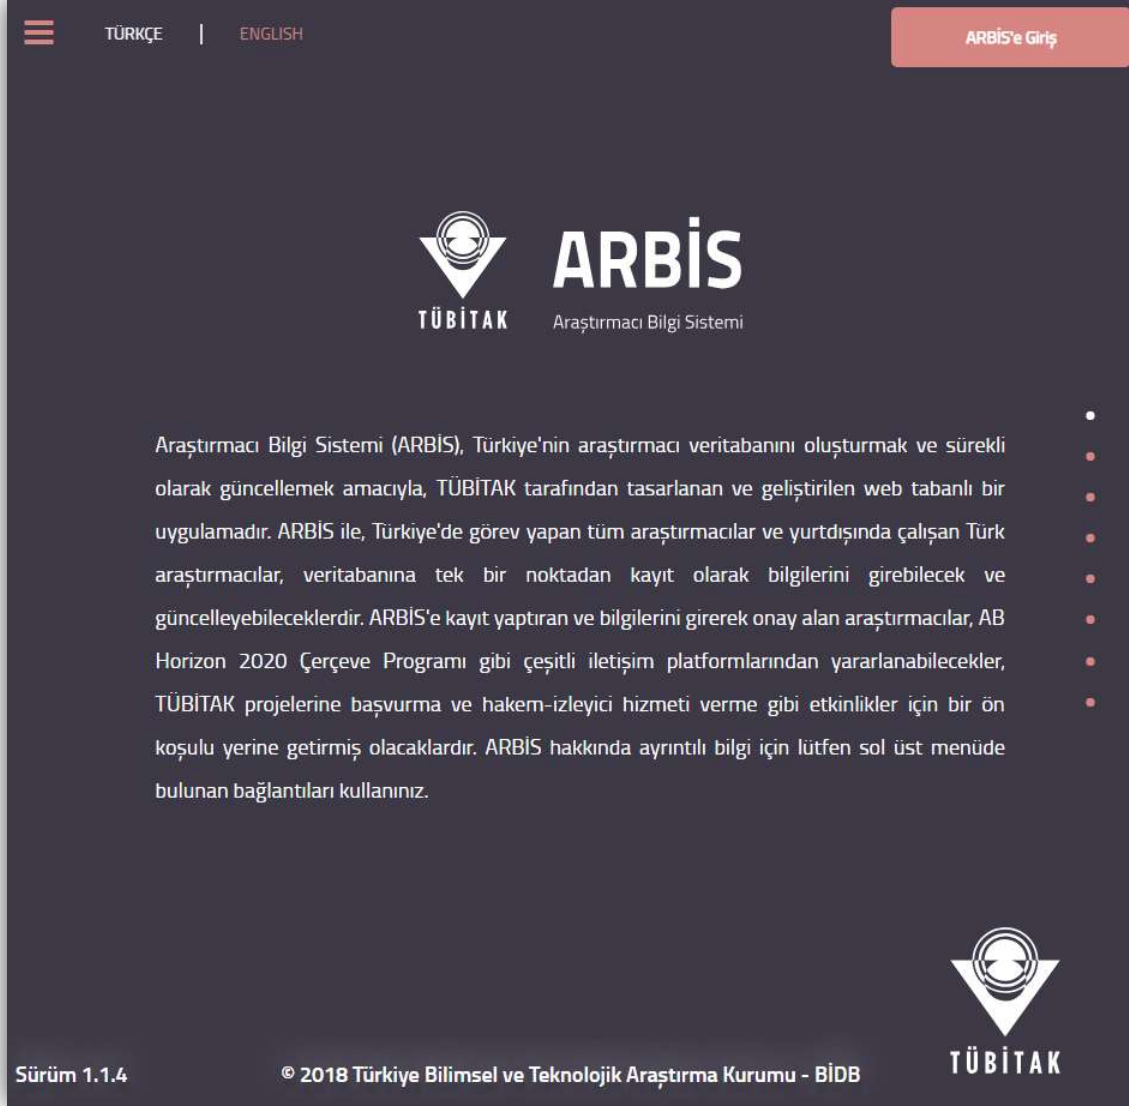 TÜRKÇE | ENGLISH
ARBİS'e Giriş
TÜBİTAK
ARBİS
Araştırmacı Bilgi Sistemi
Araştırmacı Bilgi Sistemi (ARBİS), Türkiye'nin araştırmacı veritabanını oluşturmak ve sürekli
olarak güncellemek amacıyla, TÜBİTAK tarafından tasarlanan ve geliştirilen web tabanlı bir
uygulamadır. ARBİS ile, Türkiye'de görev yapan tüm araştırmacılar ve yurtdışında çalışan Türk
araştırmacılar, veritabanına tek bir noktadan kayıt olarak bilgilerini girebilecek ve
güncelleyebileceklerdir. ARBİS'e kayıt yaptıran ve bilgilerini girerek onay alan araştırmacılar, AB
Horizon 2020 Çerçeve Programı gibi çeşitli iletişim platformlarından yararlanabilecekler,
TÜBİTAK projelerine başvurma ve hakem-izleyici hizmeti verme gibi etkinlikler için bir ön
koşulu yerine getirmiş olacaklardır. ARBİS hakkında ayrıntılı bilgi için lütfen sol üst menüde
bulunan bağlantıları kullanınız.
TÜBİTAK
Sürüm 1.1.4
© 2018 Türkiye Bilimsel ve Teknolojik Araştırma Kurumu - BİDB